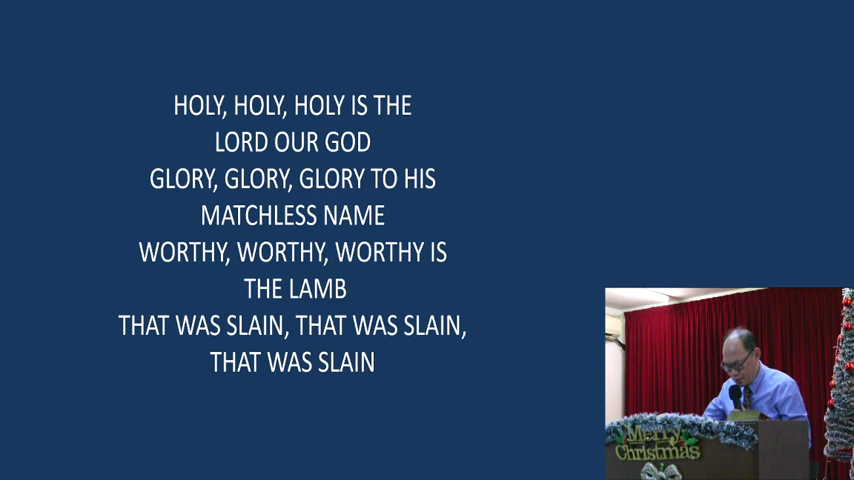 HOLY, HOLY, HOLY IS THE
LORD OUR GOD
GLORY, GLORY, GLORY TO HIS
MATCHLESS NAME
WORTHY, WORTHY, WORTHY IS
THE LAMB
THAT WAS SLAIN, THAT WAS SLAIN,
THAT WAS SLAIN
Merry
Christmas